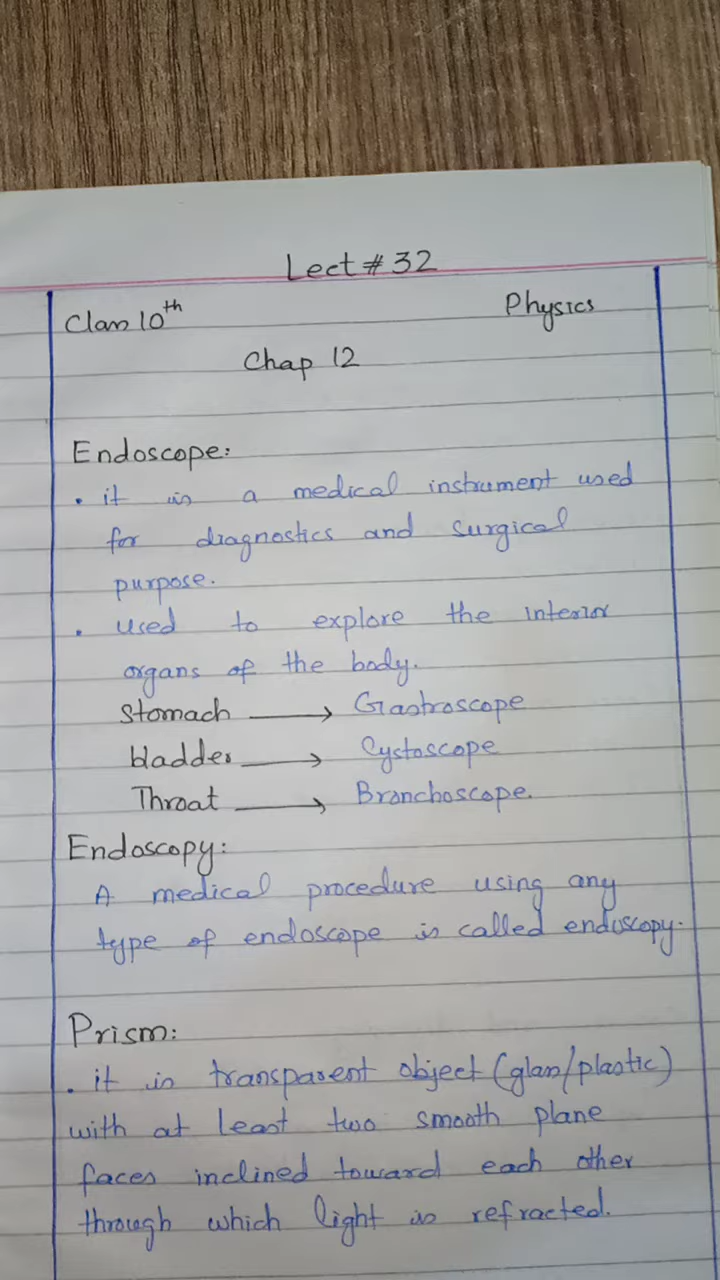 Lect # 32
Class 10th Physics
Chap 12
Endoscope:
• it is a medical instrument used
for diagnostics and surgical
purpose.
• used to explore the interior
organs of the body.
Stomach ⟶ Gastroscope
bladder ⟶ Cystoscope
Throat ⟶ Bronchoscope.
Endoscopy:
A medical procedure using any
type of endoscope is called endoscopy.
Prism:
• it is transparent object (glass/plastic)
with at least two smooth plane
faces inclined toward each other
through which light is refracted.